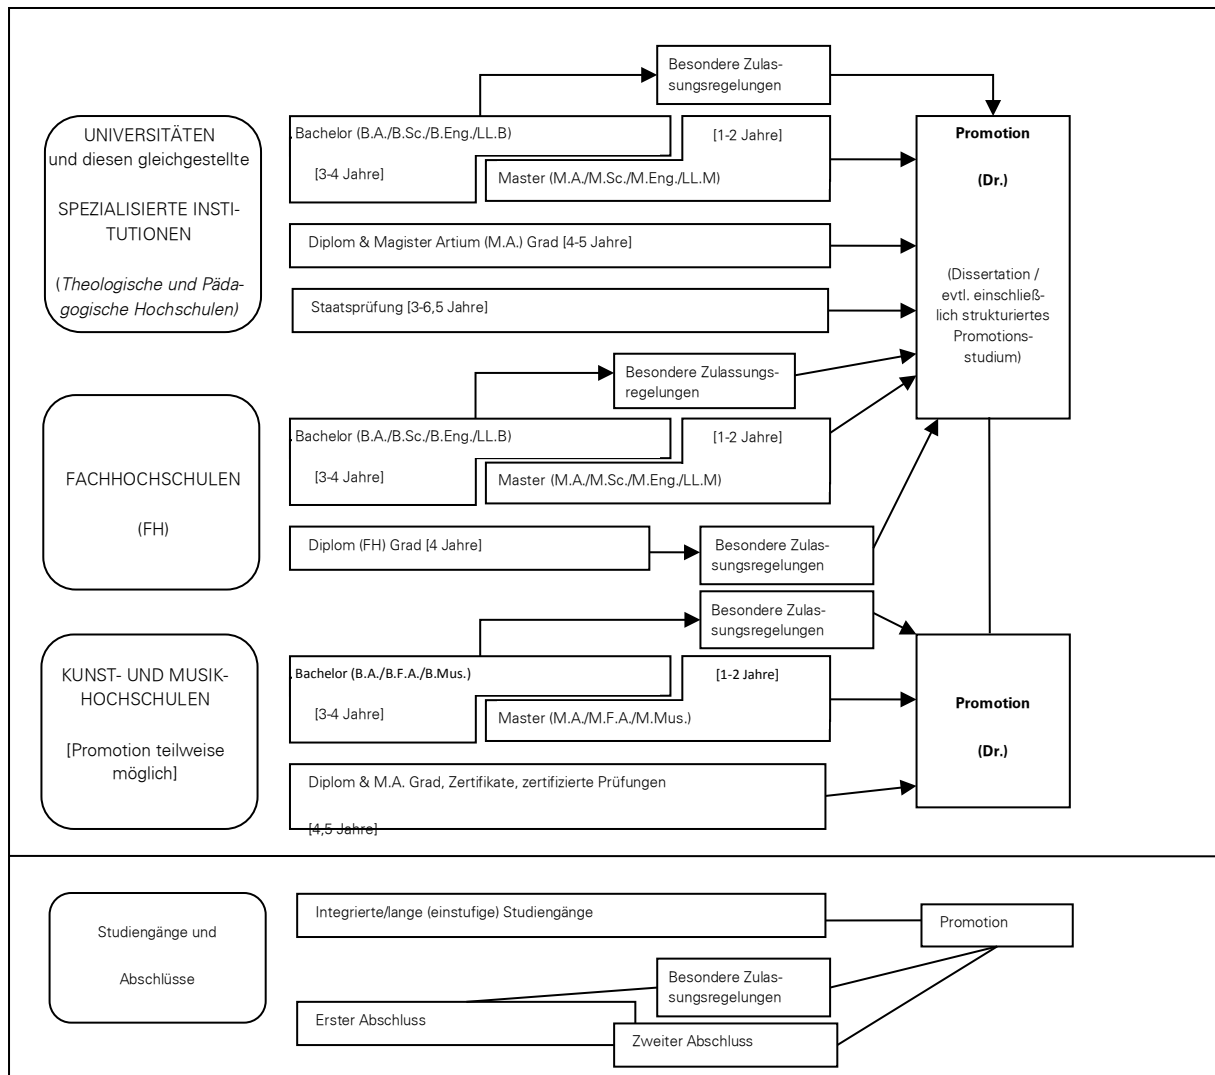 Besondere Zulas-
sungsregelungen
UNIVERSITÄTEN
und diesen gleichgestellte
SPEZIALISIERTE INSTI-
TUTIONEN
(Theologische und Päda-
gogische Hochschulen)
Bachelor (B.A./B.Sc./B.Eng./LL.B)
[3-4 Jahre]
[1-2 Jahre]
Master (M.A./M.Sc./M.Eng./LL.M)
Diplom & Magister Artium (M.A.) Grad [4-5 Jahre]
Staatsprüfung [3-6,5 Jahre]
Promotion
(Dr.)
(Dissertation /
evtl. einschließ-
lich strukturiertes
Promotions-
studium)
Besondere Zulassungs-
regelungen
FACHHOCHSCHULEN
(FH)
Bachelor (B.A./B.Sc./B.Eng./LL.B)
[3-4 Jahre]
[1-2 Jahre]
Master (M.A./M.Sc./M.Eng./LL.M)
Diplom (FH) Grad [4 Jahre]
Besondere Zulas-
sungsregelungen
Besondere Zulas-
sungsregelungen
KUNST- UND MUSIK-
HOCHSCHULEN
[Promotion teilweise
möglich]
Bachelor (B.A./B.F.A./B.Mus.)
[3-4 Jahre]
[1-2 Jahre]
Master (M.A./M.F.A./M.Mus.)
Diplom & M.A. Grad, Zertifikate, zertifizierte Prüfungen
[4,5 Jahre]
Promotion
(Dr.)
Studiengänge und
Abschlüsse
Integrierte/lange (einstufige) Studiengänge
Promotion
Besondere Zulas-
sungsregelungen
Erster Abschluss
Zweiter Abschluss